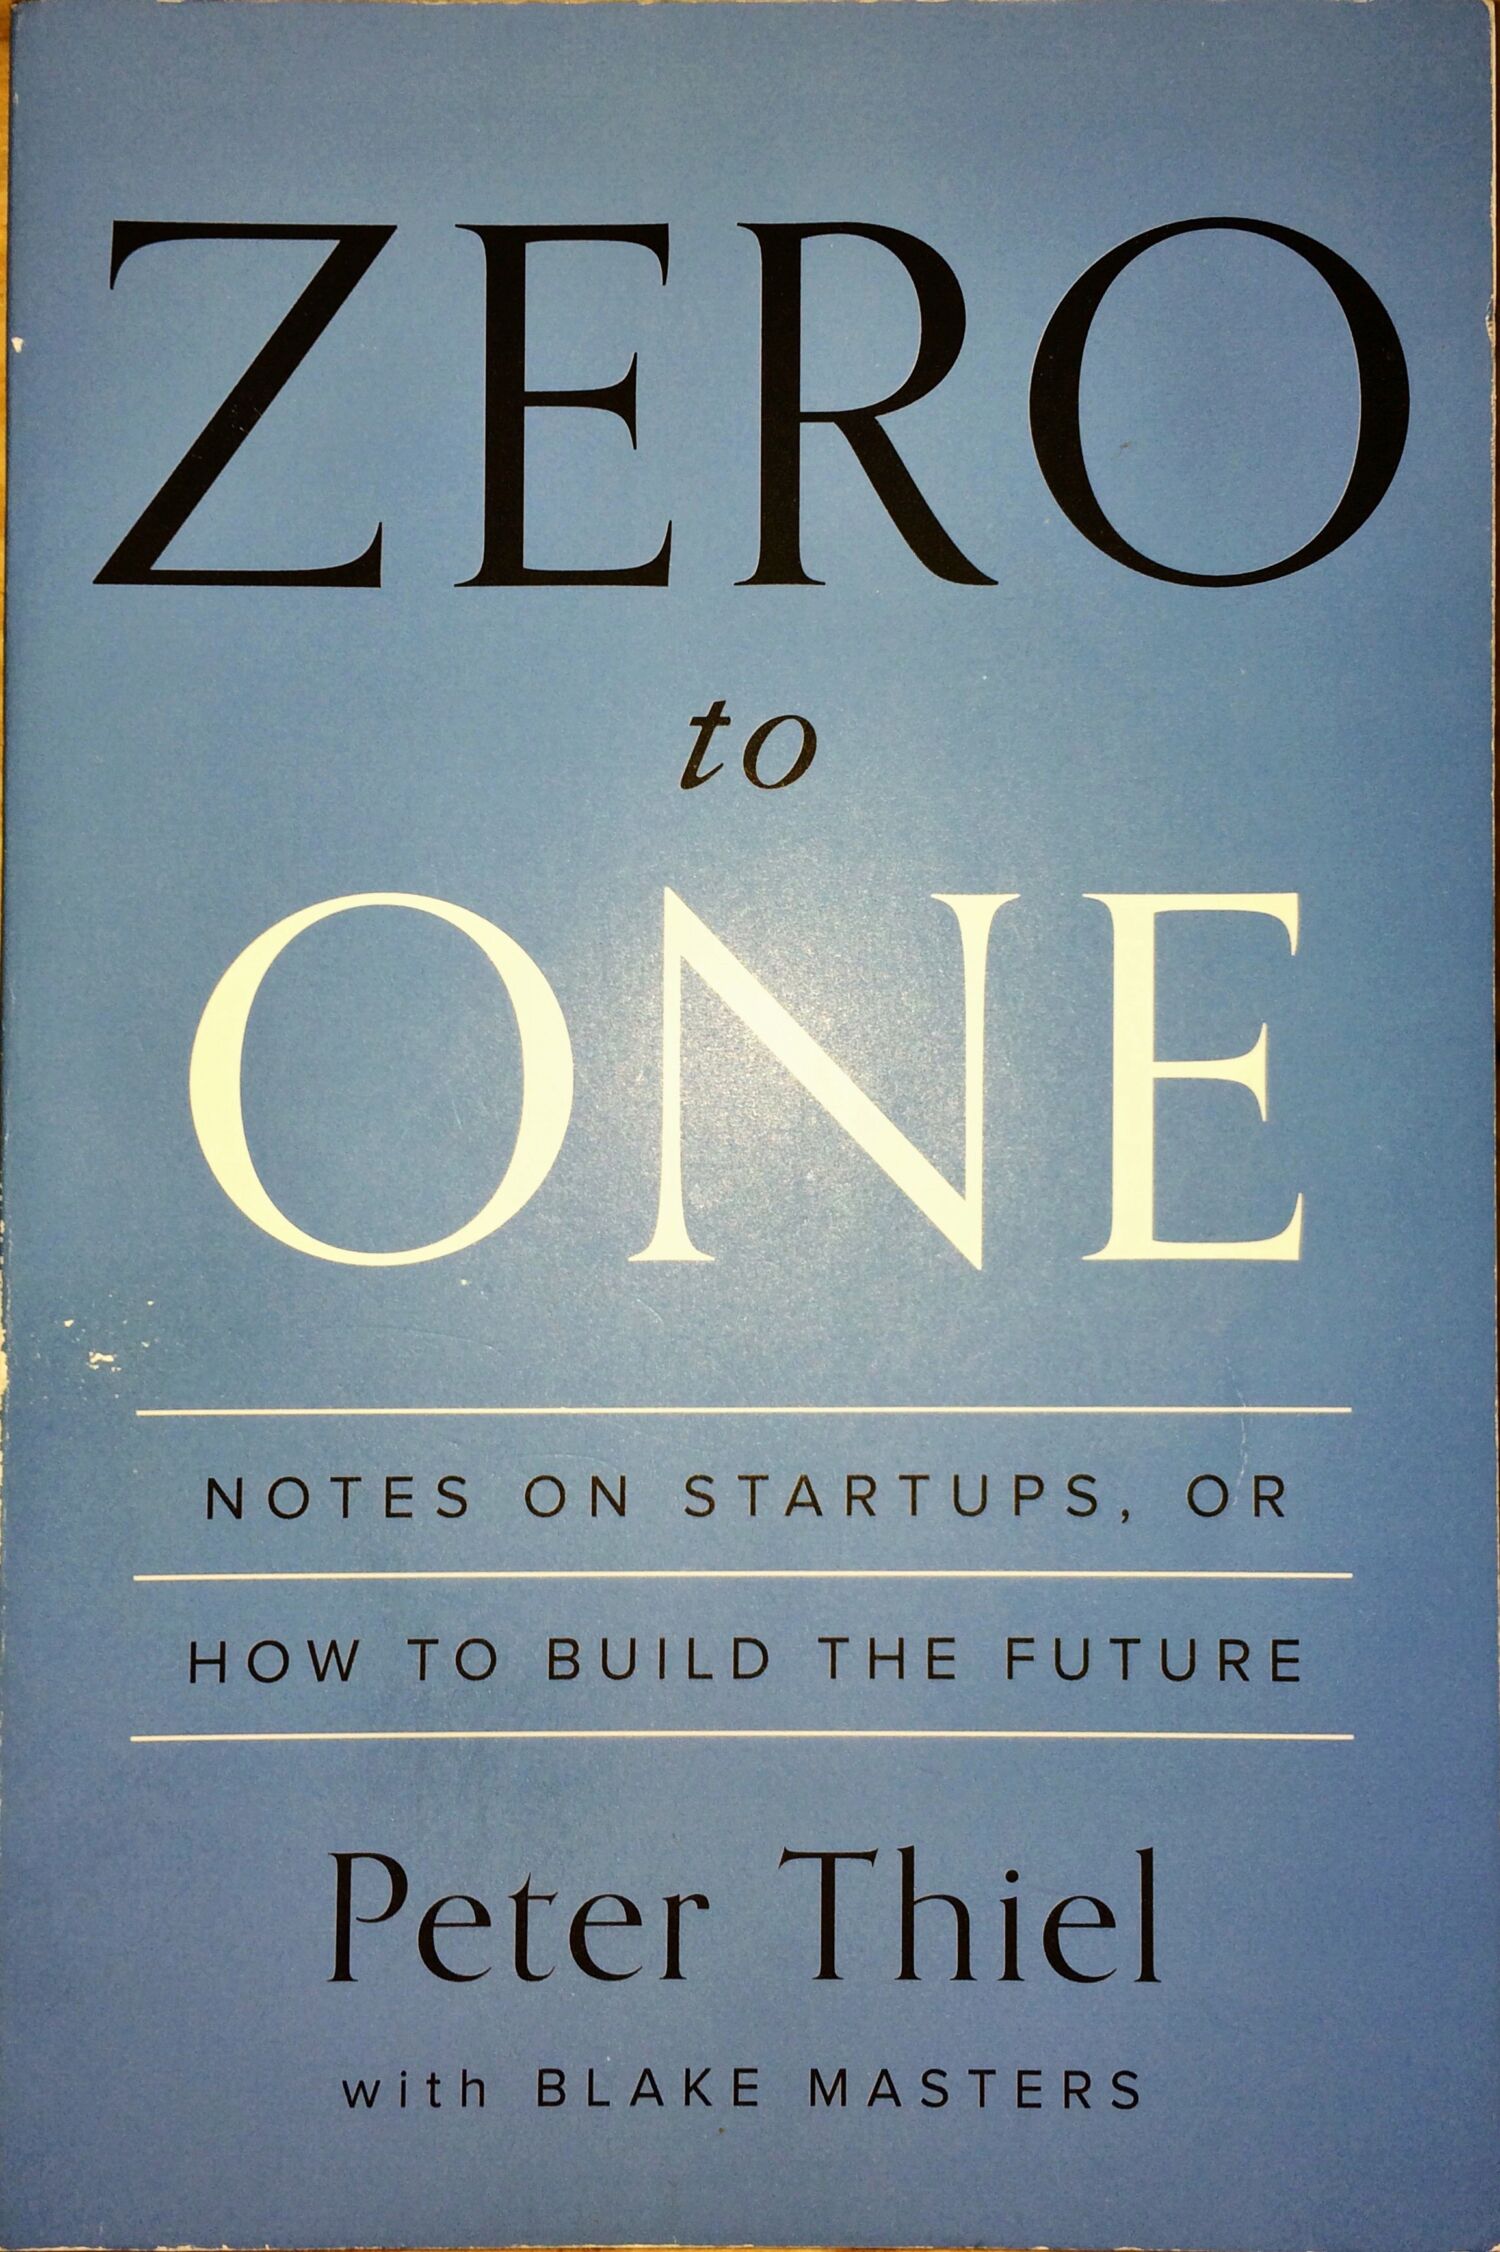 ZERO
to
ONE
NOTES ON STARTUPS, OR
HOW TO BUILD THE FUTURE
Peter Thiel
with BLAKE MASTERS